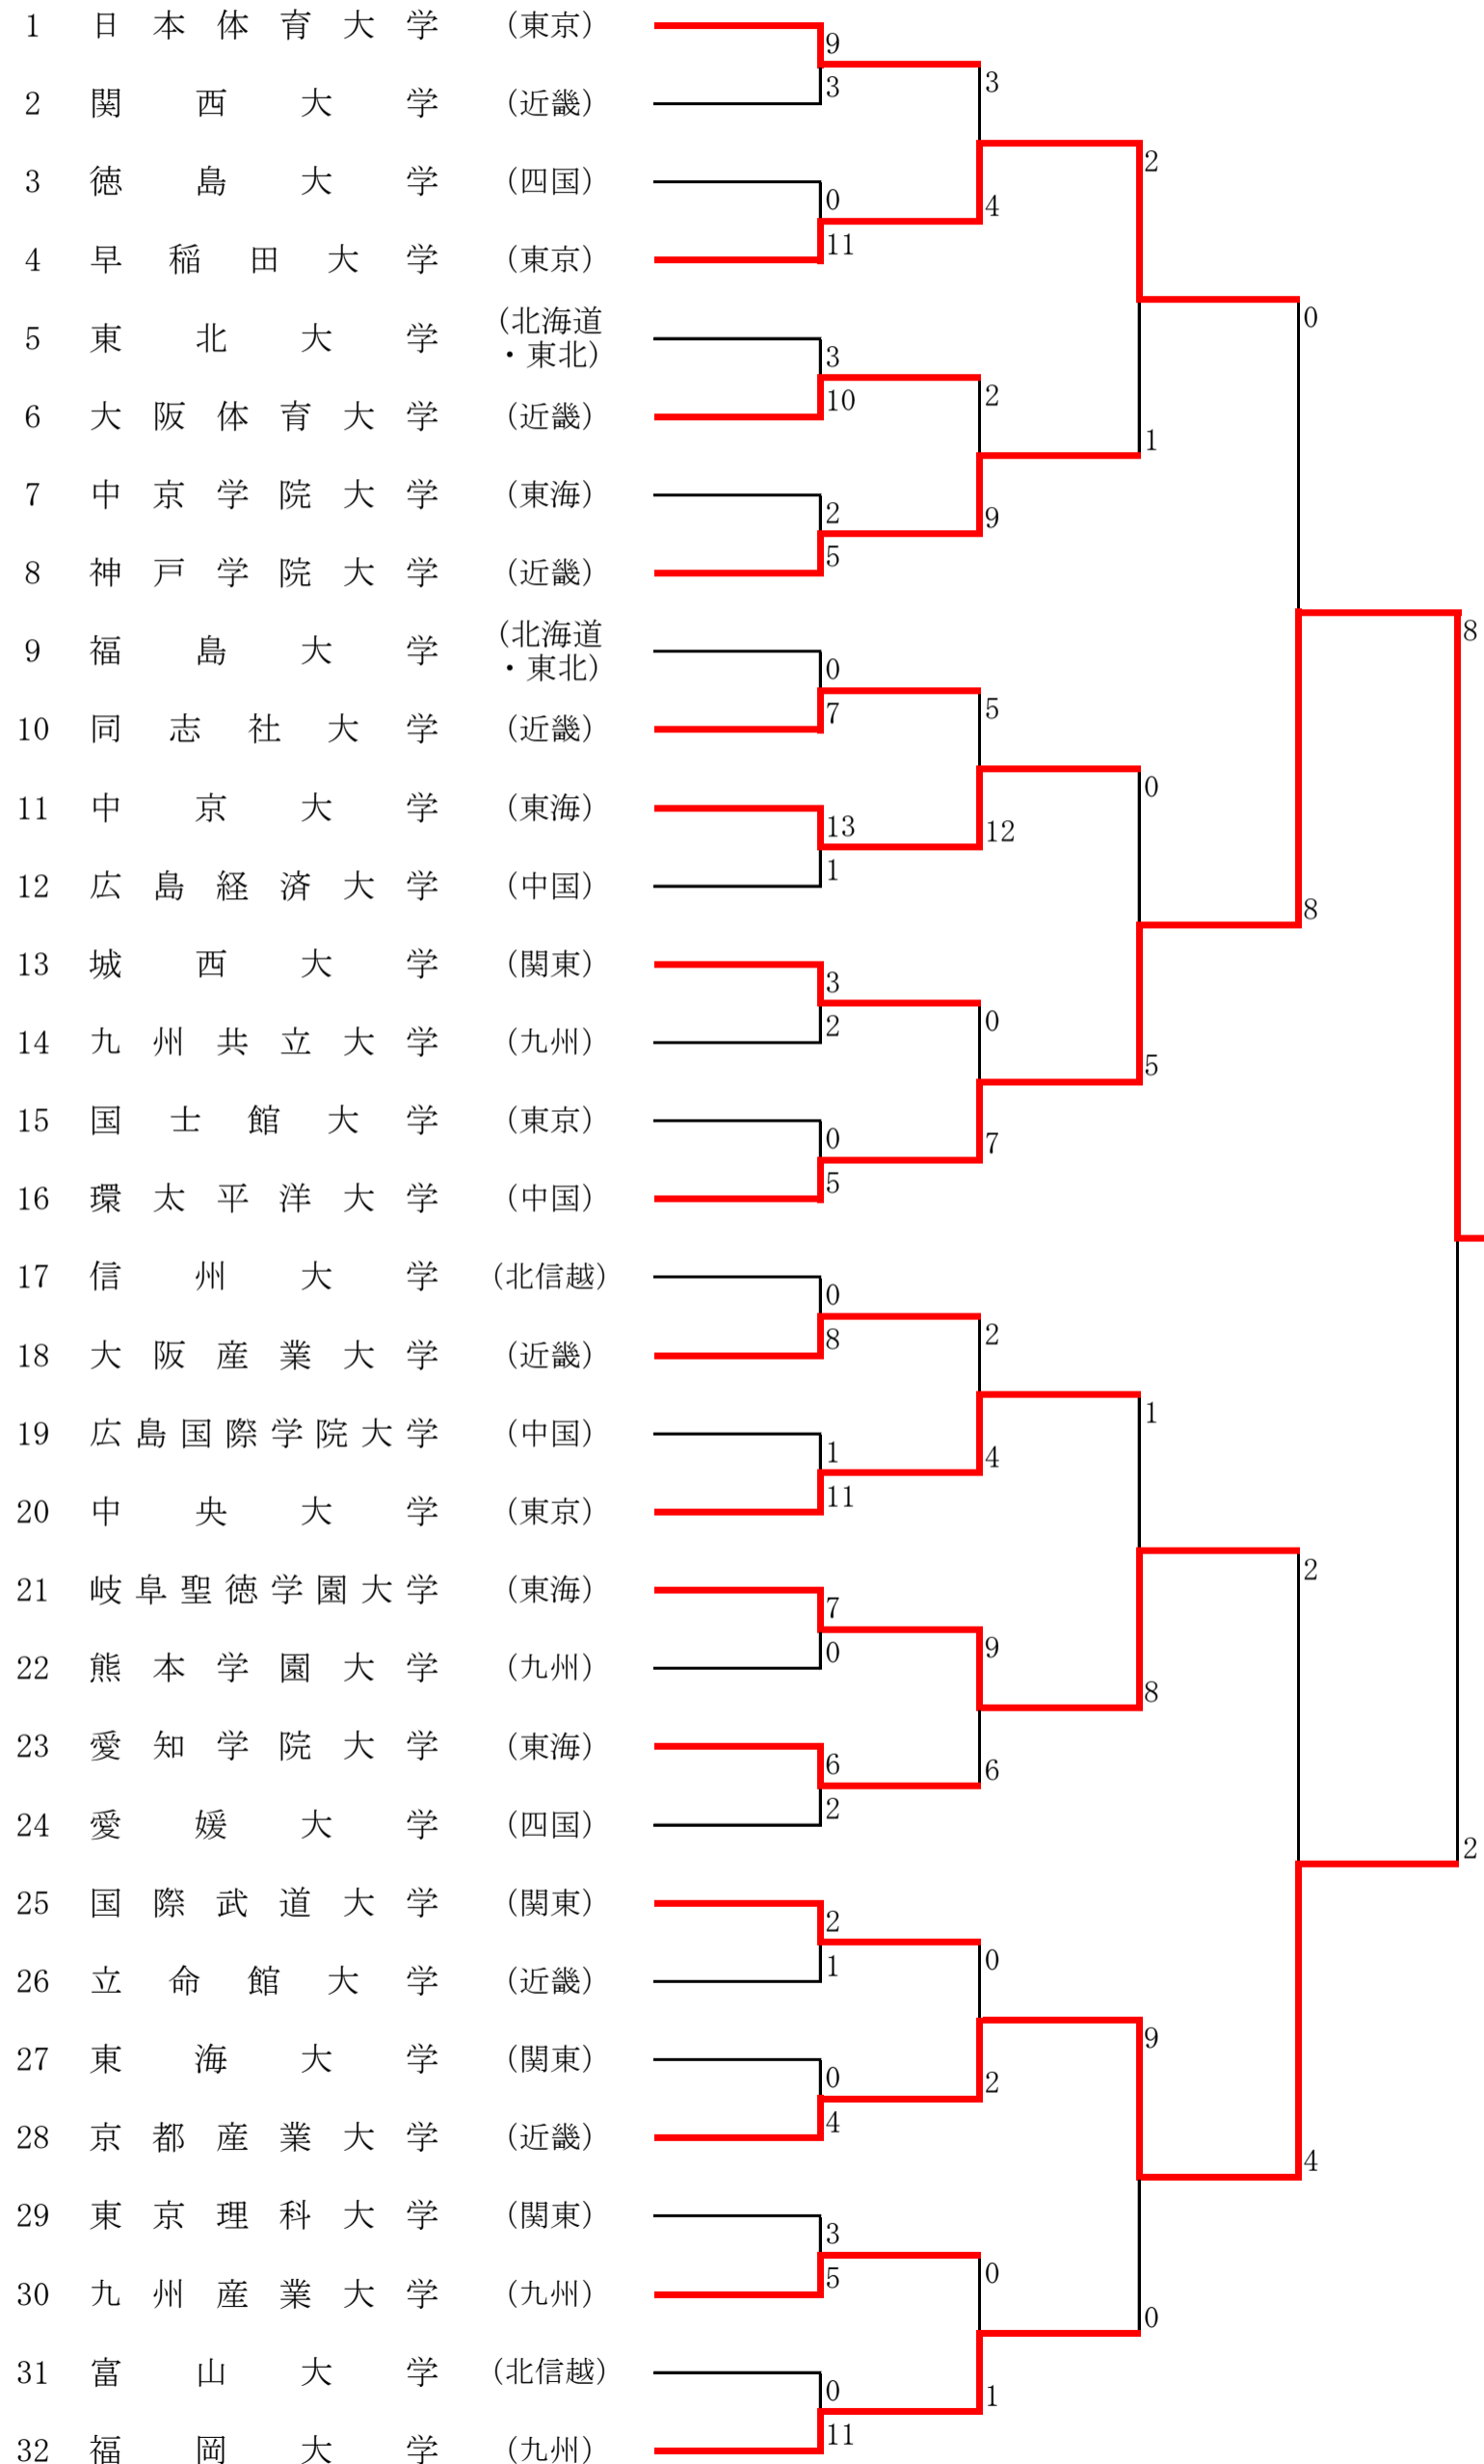 1 日本体育大学 (東京)
9
3
2 関西大学 (近畿)
3
3 徳島大学 (四国)
2
0
4
11
4 早稲田大学 (東京)
5 東北大学 (北海道
・東北)
0
3
10
2
6 大阪体育大学 (近畿)
1
7 中京学院大学 (東海)
2
9
5
8 神戸学院大学 (近畿)
9 福島大学 (北海道
・東北)
8
0
7
5
10 同志社大学 (近畿)
0
11 中京大学 (東海)
13
12
1
12 広島経済大学 (中国)
8
13 城西大学 (関東)
3
2
0
14 九州共立大学 (九州)
5
15 国士館大学 (東京)
0
7
5
16 環太平洋大学 (中国)
17 信州大学 (北信越)
0
8
2
18 大阪産業大学 (近畿)
1
19 広島国際学院大学 (中国)
1
4
11
20 中央大学 (東京)
2
21 岐阜聖徳学園大学 (東海)
7
0
9
22 熊本学園大学 (九州)
8
23 愛知学院大学 (東海)
6
6
2
24 愛媛大学 (四国)
2
25 国際武道大学 (関東)
2
1
0
26 立命館大学 (近畿)
9
27 東海大学 (関東)
0
2
4
28 京都産業大学 (近畿)
4
29 東京理科大学 (関東)
3
5
0
30 九州産業大学 (九州)
0
31 富山大学 (北信越)
0
1
11
32 福岡大学 (九州)